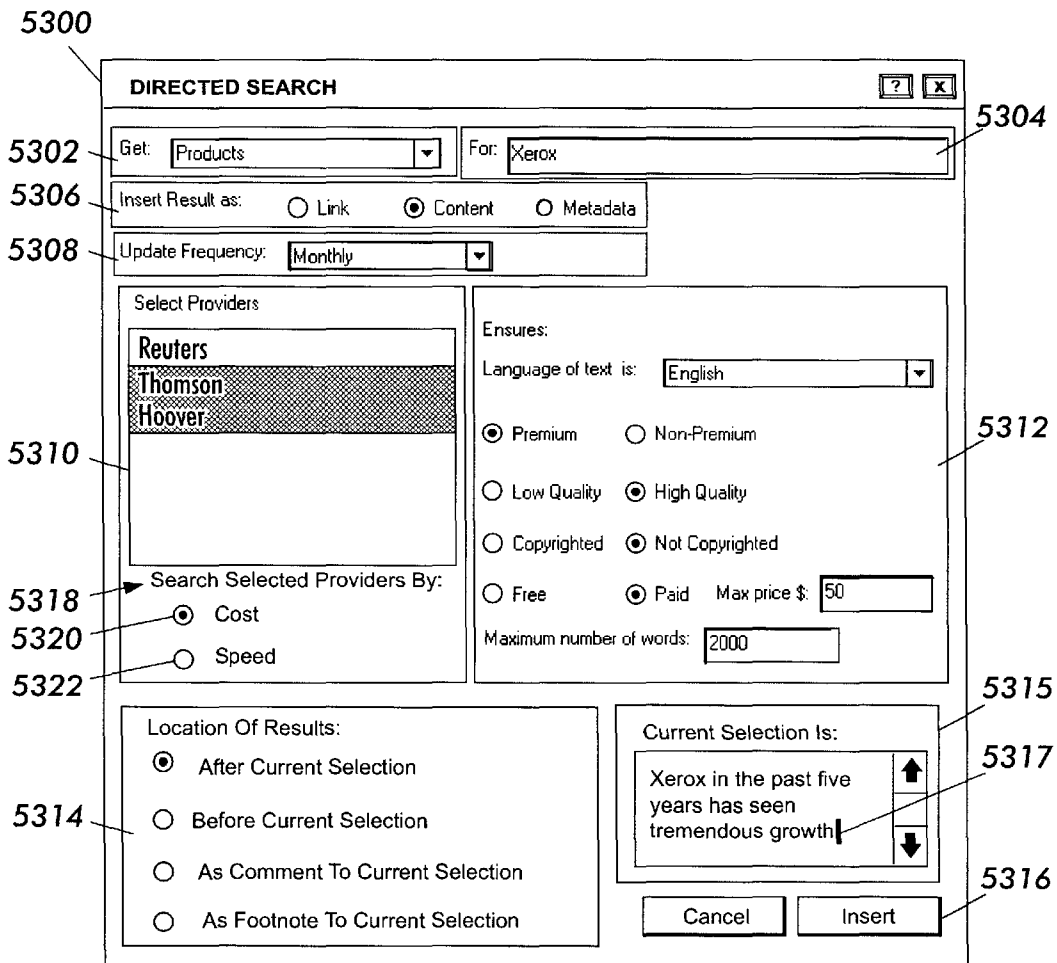 5300
DIRECTED SEARCH ? X
5304
5302 Get: Products For: Xerox
5306 Insert Result as: Link Content Metadata
5308 Update Frequency: Monthly
Select Providers
Reuters
Thomson
Hoover
5310
Search Selected Providers By:
5318
5320 Cost
5322 Speed
Ensures:
Language of text is: English
Premium Non-Premium
5312
Low Quality High Quality
Copyrighted Not Copyrighted
Free Paid Max price $: 50
Maximum number of words: 2000
Location Of Results:
After Current Selection
5314 Before Current Selection
As Comment To Current Selection
As Footnote To Current Selection
5315
Current Selection Is:
5317
Xerox in the past five
years has seen
tremendous growth
5316
Cancel Insert